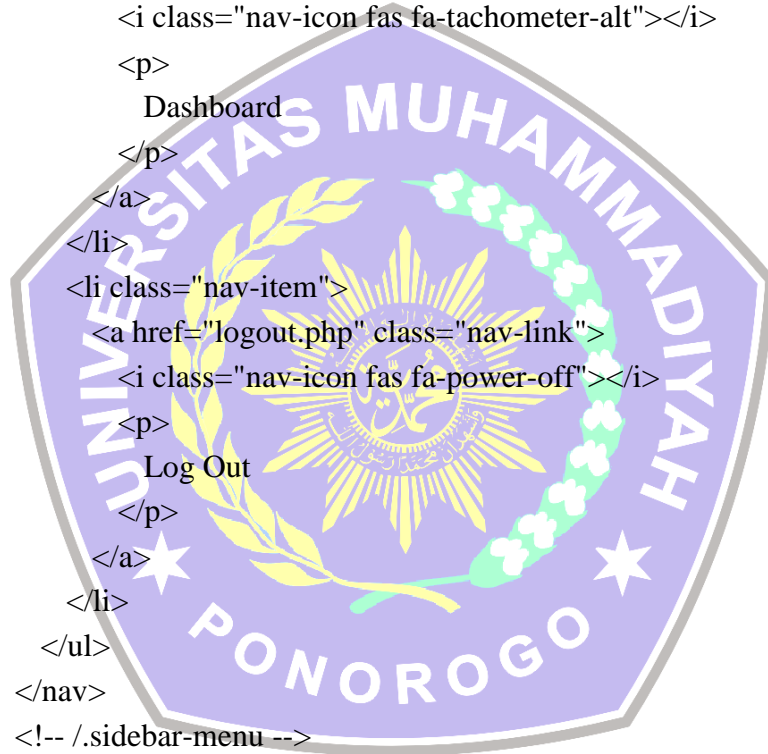 <i class="nav-icon fas fa-tachometer-alt"></i>
<p>
Dashboard
</p>
</a>
</li>
<li class="nav-item">
<a href="logout.php" class="nav-link">
<i class="nav-icon fas fa-power-off"></i>
<p>
Log Out
</p>
</a>
</li>
</ul>
</nav>
<!-- /.sidebar-menu -->
UNIVERSITAS MUHAMMADIYAH
PONOROGO